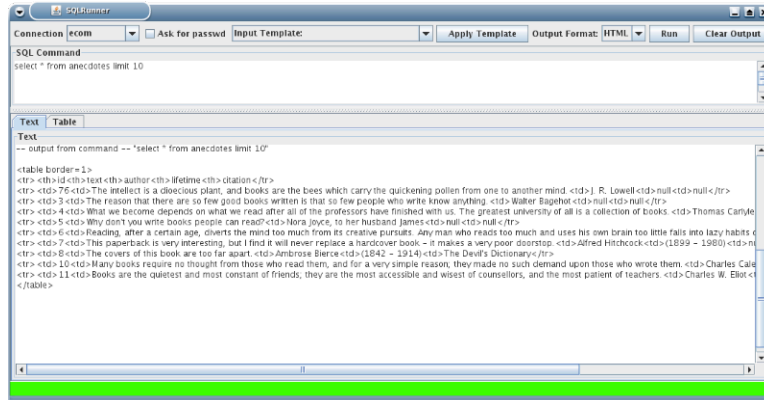 SQLRunner
Connection ecom Ask for passwd Input Template: Apply Template Output Format: HTML Run Clear Output
SQL Command
select * from anecdotes limit 10
Text Table
Text
-- output from command -- "select * from anecdotes limit 10"
<table border=1>
<tr> <th>id<th>text<th>author<th>lifetime<th>citation</tr>
<tr> <td>76<td>The intellect is a dioecious plant, and books are the bees which carry the quickening pollen from one to another mind. <td>J. R. Lowell<td>null<td>null</tr>
<tr> <td>3<td>The reason that there are so few good books written is that so few people who write know anything. <td>Walter Bagehot<td>null<td>null</tr>
<tr> <td>4<td>What we become depends on what we read after all of the professors have finished with us. The greatest university of all is a collection of books. <td>Thomas Carlyle
<tr> <td>5<td>Why don't you write books people can read?<td>Nora Joyce, to her husband James<td>null<td>null</tr>
<tr> <td>6<td>Reading, after a certain age, diverts the mind too much from its creative pursuits. Any man who reads too much and uses his own brain too little falls into lazy habits
<tr> <td>7<td>This paperback is very interesting, but I find it will never replace a hardcover book - it makes a very poor doorstop. <td>Alfred Hitchcock<td>(1899 - 1980)<td>
<tr> <td>8<td>The covers of this book are too far apart. <td>Ambrose Bierce<td>(1842 - 1914)<td>The Devil's Dictionary</tr>
<tr> <td>10<td>Many books require no thought from those who read them, and for a very simple reason; they made no such demand upon those who wrote them. <td>Charles Cale
<tr> <td>11<td>Books are the quietest and most constant of friends; they are the most accessible and wisest of counsellors, and the most patient of teachers. <td>Charles W. Eliot
</table>